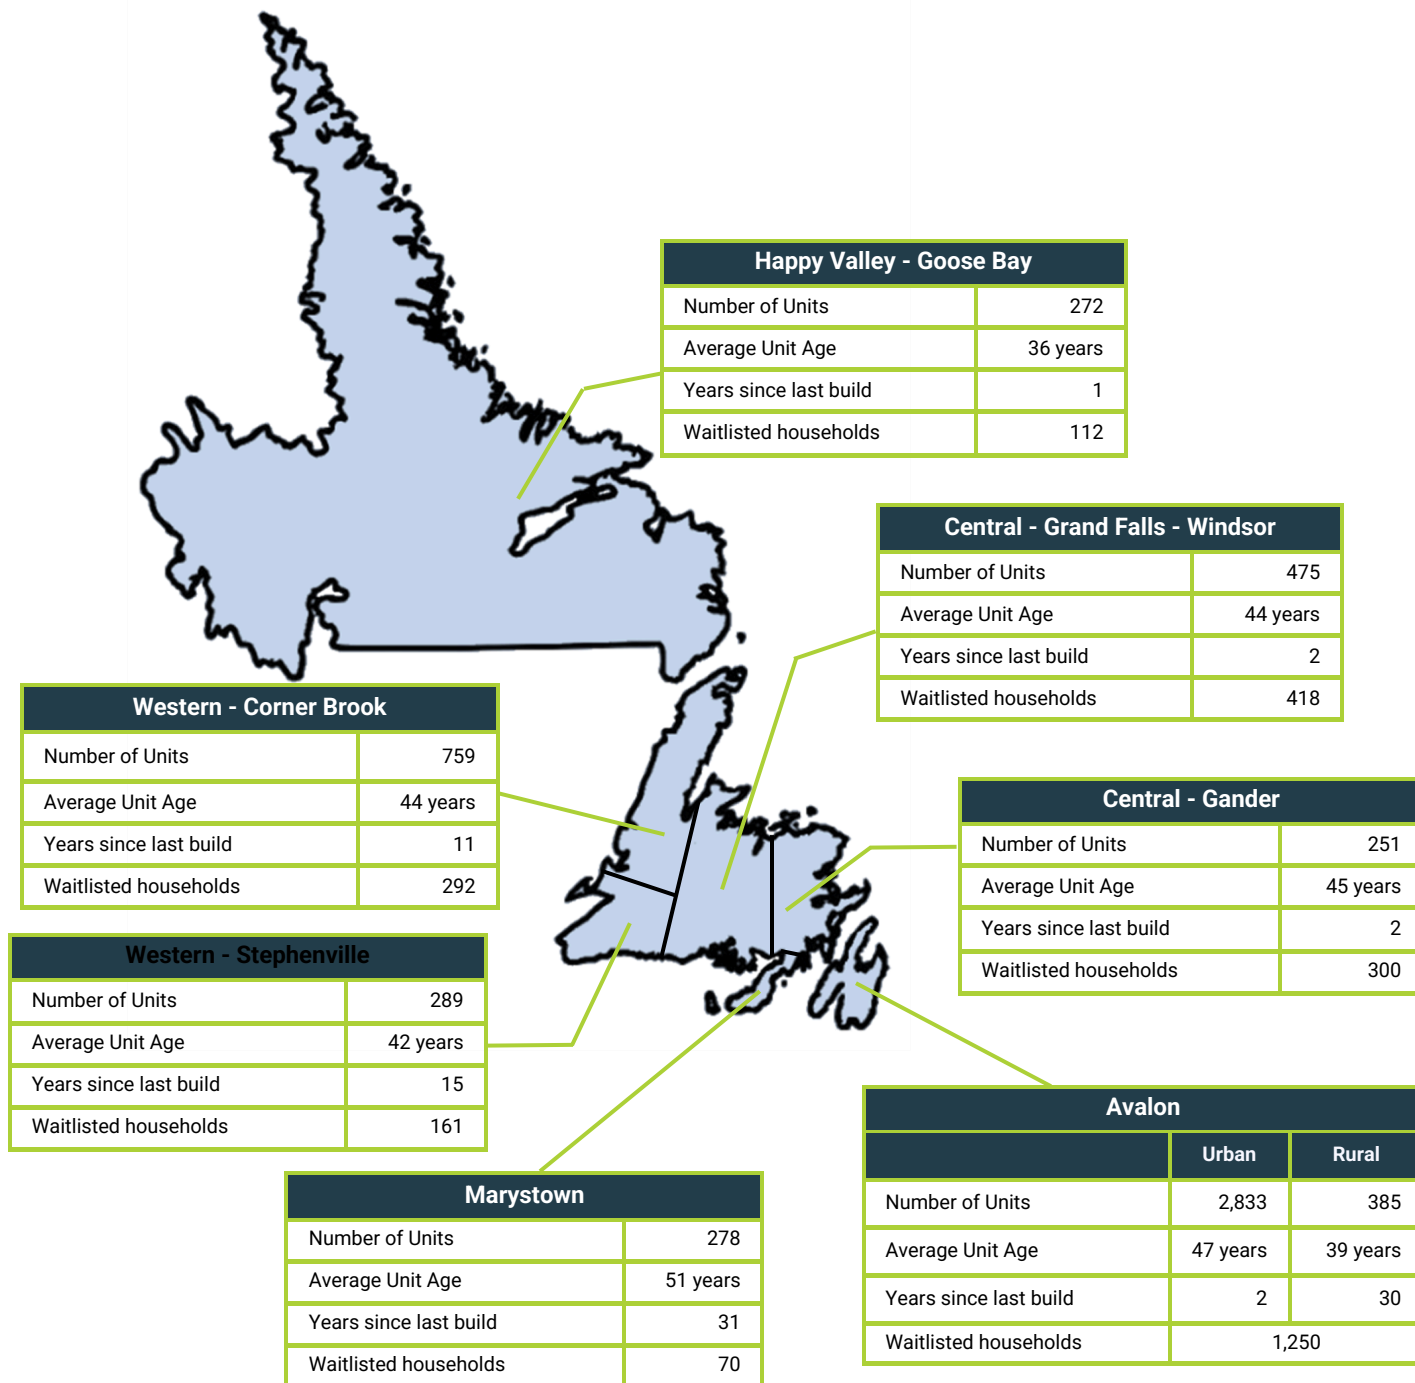 Happy Valley - Goose Bay
Number of Units 272
Average Unit Age 36 years
Years since last build 1
Waitlisted households 112
Central - Grand Falls - Windsor
Number of Units 475
Average Unit Age 44 years
Years since last build 2
Waitlisted households 418
Western - Corner Brook
Number of Units 759
Average Unit Age 44 years
Years since last build 11
Waitlisted households 292
Central - Gander
Number of Units 251
Average Unit Age 45 years
Years since last build 2
Waitlisted households 300
Western - Stephenville
Number of Units 289
Average Unit Age 42 years
Years since last build 15
Waitlisted households 161
Avalon
Urban Rural
Number of Units 2,833 385
Average Unit Age 47 years 39 years
Years since last build 2 30
Waitlisted households 1,250
Marystown
Number of Units 278
Average Unit Age 51 years
Years since last build 31
Waitlisted households 70